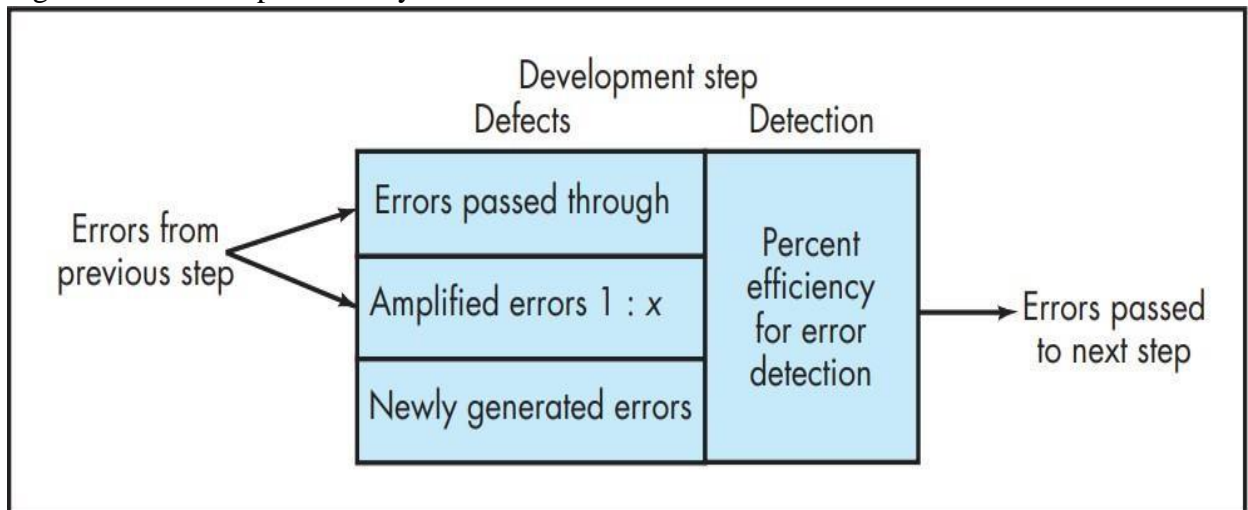 Development step
Defects
Detection
Errors from
previous step
Errors passed through
Amplified errors 1 : x
Newly generated errors
Percent
efficiency
for error
detection
Errors passed
to next step